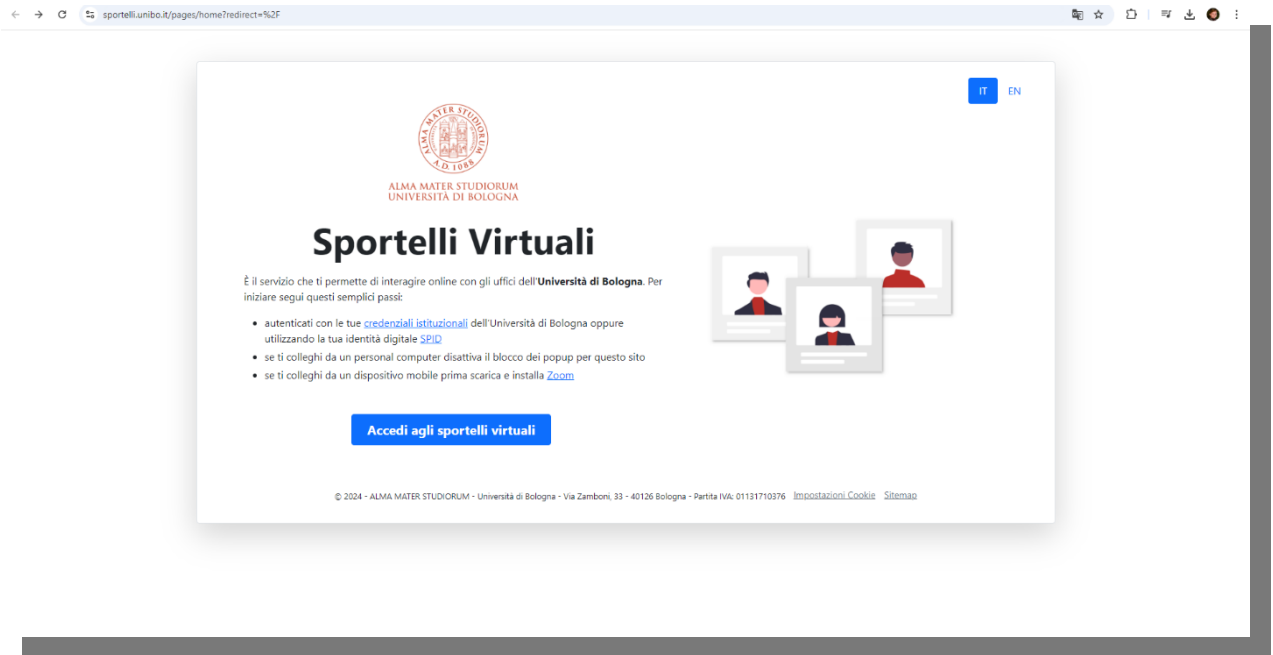 sportelli.unibo.it/pages/home?redirect=%2F
IT EN
ALMA MATER STUDIORUM
A.D. 1088
ALMA MATER STUDIORUM
UNIVERSITÀ DI BOLOGNA
Sportelli Virtuali
È il servizio che ti permette di interagire online con gli uffici dell'Università di Bologna. Per
iniziare segui questi semplici passi:
• autenticati con le tue credenziali istituzionali dell'Università di Bologna oppure
utilizzando la tua identità digitale SPID
• se ti colleghi da un personal computer disattiva il blocco dei popup per questo sito
• se ti colleghi da un dispositivo mobile prima scarica e installa Zoom
Accedi agli sportelli virtuali
© 2024 - ALMA MATER STUDIORUM - Università di Bologna - Via Zamboni, 33 - 40126 Bologna - Partita IVA: 01131710376 Impostazioni Cookie Sitemap